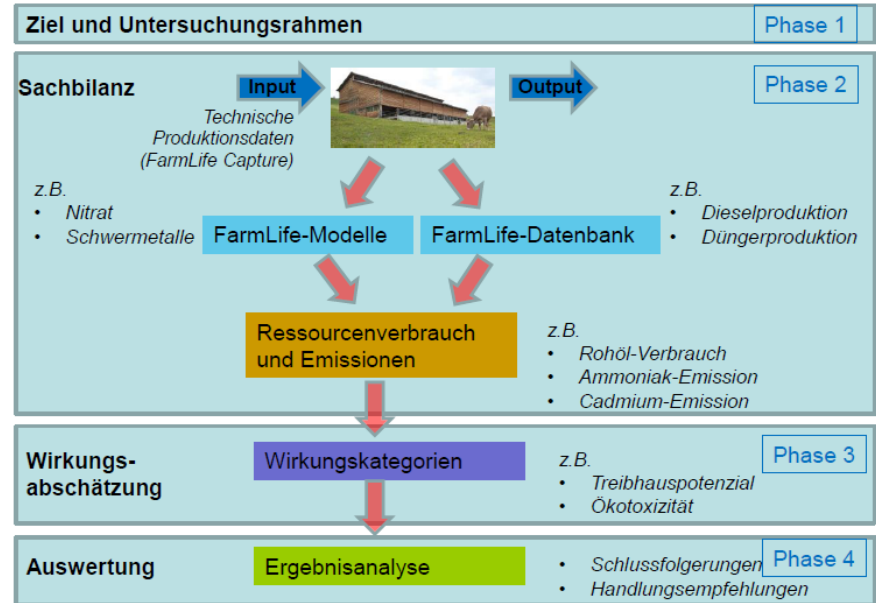 Ziel und Untersuchungsrahmen
Phase 1
Sachbilanz
Input
Output
Phase 2
Technische
Produktionsdaten
(FarmLife Capture)
z.B.
• Nitrat
• Schwermetalle
FarmLife-Modelle
FarmLife-Datenbank
z.B.
• Dieselproduktion
• Düngerproduktion
Ressourcenverbrauch
und Emissionen
z.B.
• Rohöl-Verbrauch
• Ammoniak-Emission
• Cadmium-Emission
Wirkungs-
abschätzung
Wirkungskategorien
z.B.
• Treibhauspotenzial
• Ökotoxizität
Phase 3
Auswertung
Ergebnisanalyse
• Schlussfolgerungen
• Handlungsempfehlungen
Phase 4